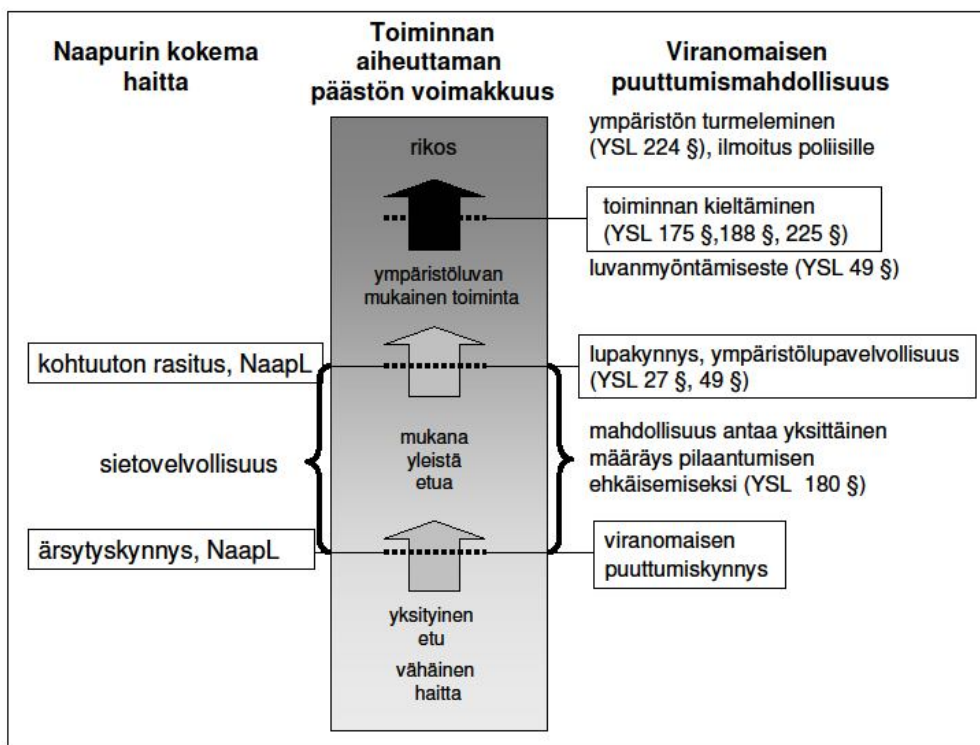 Naapurin kokema
haitta
Toiminnan
aiheuttaman
päästön voimakkuus
Viranomaisen
puuttumismahdollisuus
rikos
ympäristön turmeleminen
(YSL 224 §), ilmoitus poliisille
toiminnan kieltäminen
(YSL 175 §,188 §, 225 §)
luvanmyöntämiseste (YSL 49 §)
ympäristöluvan
mukainen toiminta
kohtuuton rasitus, NaapL
lupakynnys, ympäristölupavelvollisuus
(YSL 27 §, 49 §)
sietovelvollisuus
mukana
yleistä
etua
mahdollisuus antaa yksittäinen
määräys pilaantumisen
ehkäisemiseksi (YSL 180 §)
ärsytyskynnys, NaapL
viranomaisen
puuttumiskynnys
yksityinen
etu
vähäinen
haitta